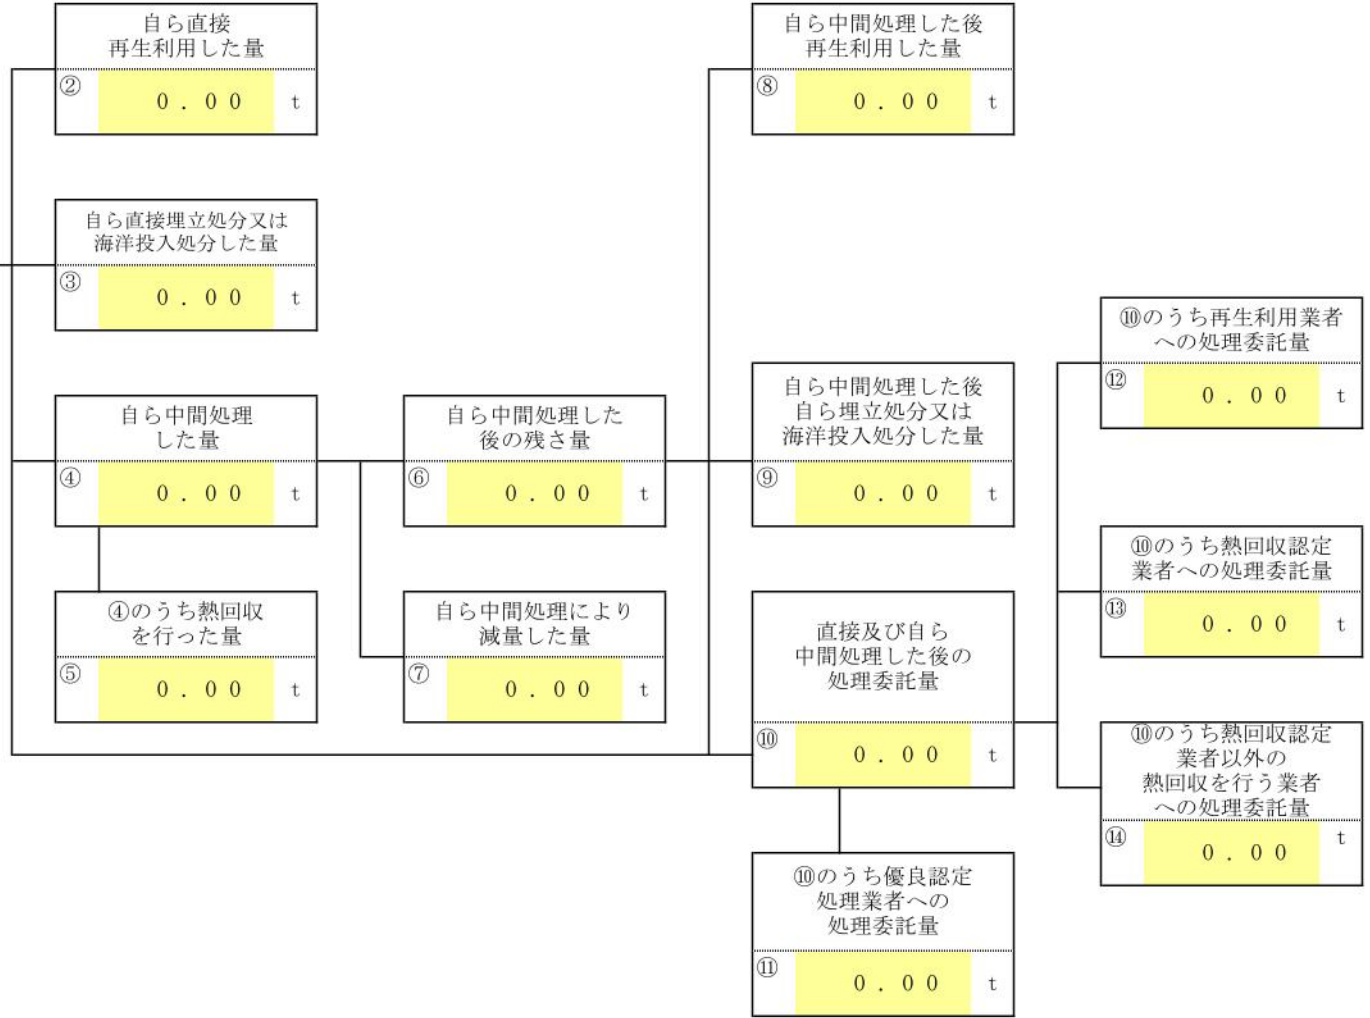 自ら直接
再生利用した量
② 0.00 t
自ら直接埋立処分又は
海洋投入処分した量
③ 0.00 t
自ら中間処理
した量
④ 0.00 t
④のうち熱回収
を行った量
⑤ 0.00 t
自ら中間処理した
後の残さ量
⑥ 0.00 t
自ら中間処理により
減量した量
⑦ 0.00 t
自ら中間処理した後
再生利用した量
⑧ 0.00 t
自ら中間処理した後
自ら埋立処分又は
海洋投入処分した量
⑨ 0.00 t
直接及び自ら
中間処理した後の
処理委託量
⑩ 0.00 t
⑩のうち優良認定
処理業者への
処理委託量
⑪ 0.00 t
⑩のうち再生利用業者
への処理委託量
⑫ 0.00 t
⑩のうち熱回収認定
業者への処理委託量
⑬ 0.00 t
⑩のうち熱回収認定
業者以外の
熱回収を行う業者
への処理委託量
⑭ 0.00 t